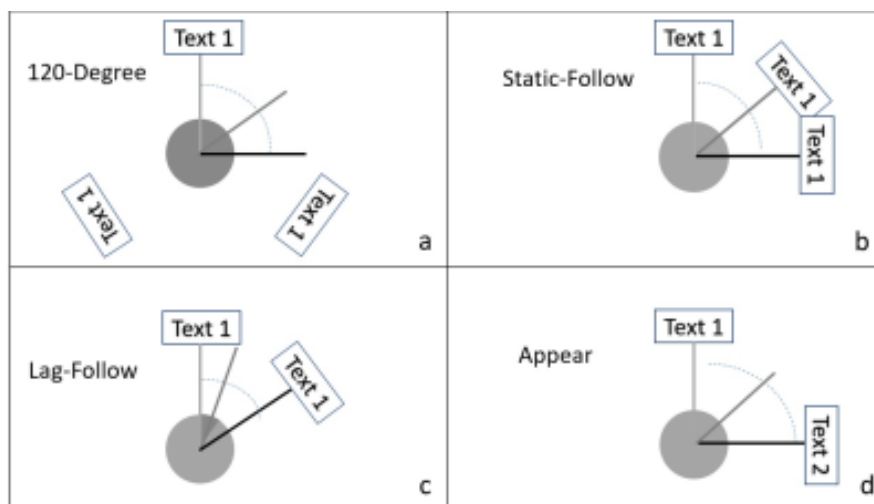 120-Degree
Text 1
Text 1
Text 1
a
Static-Follow
Text 1
Text 1
Text 1
b
Lag-Follow
Text 1
Text 1
c
Appear
Text 1
Text 2
d